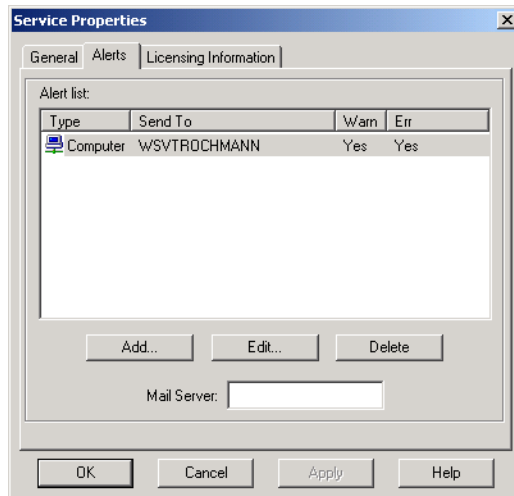 Service Properties
General Alerts Licensing Information
Alert list:
Type Send To Warn Err
Computer WSVTROCHMANN Yes Yes
Add... Edit... Delete
Mail Server:
OK Cancel Apply Help